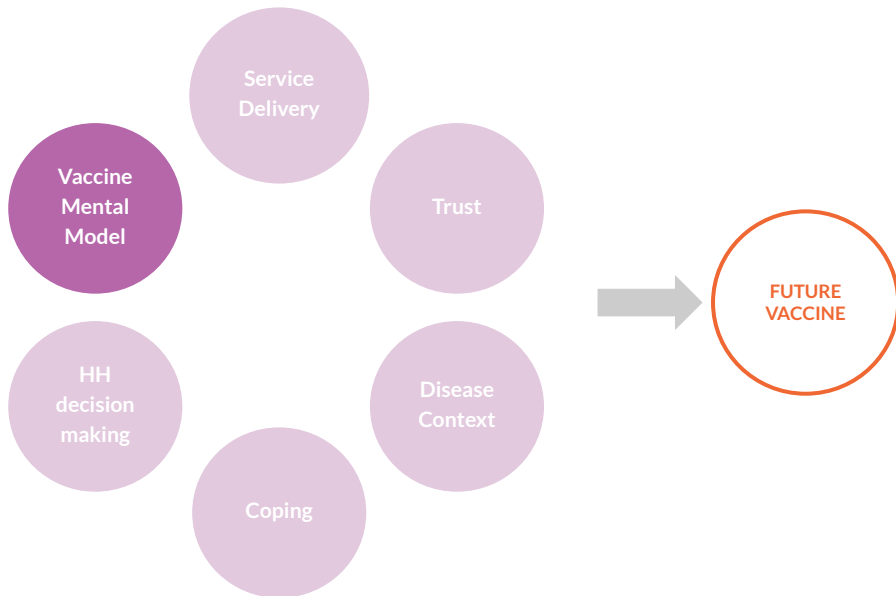 Service
Delivery
Vaccine
Mental
Model
Trust
FUTURE
VACCINE
HH
decision
making
Disease
Context
Coping